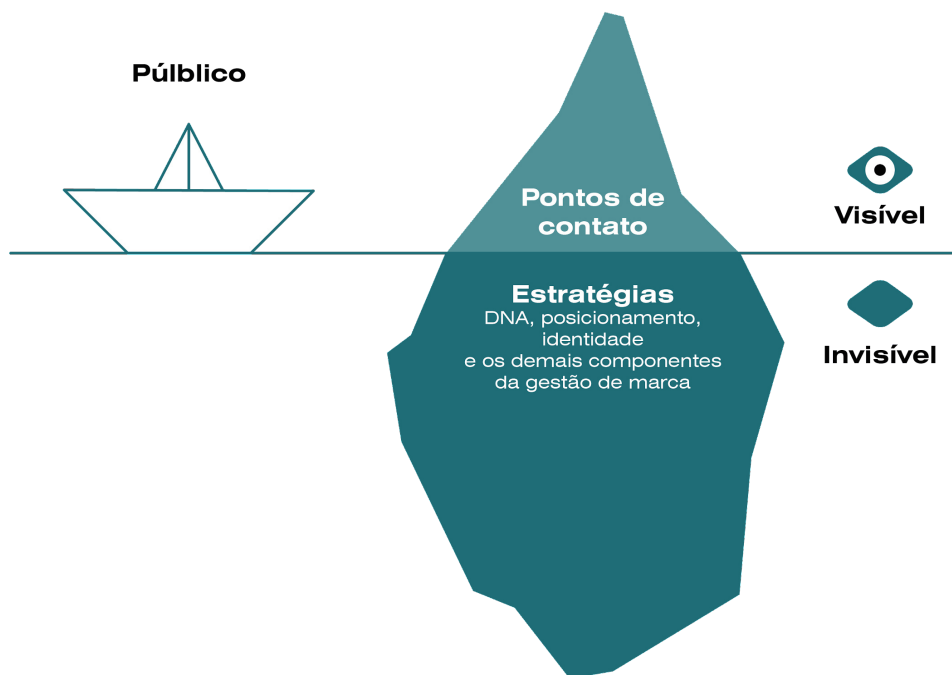 Púlblico
Pontos de
contato
Visível
Estratégias
DNA, posicionamento,
identidade
e os demais componentes
da gestão de marca
Invisível